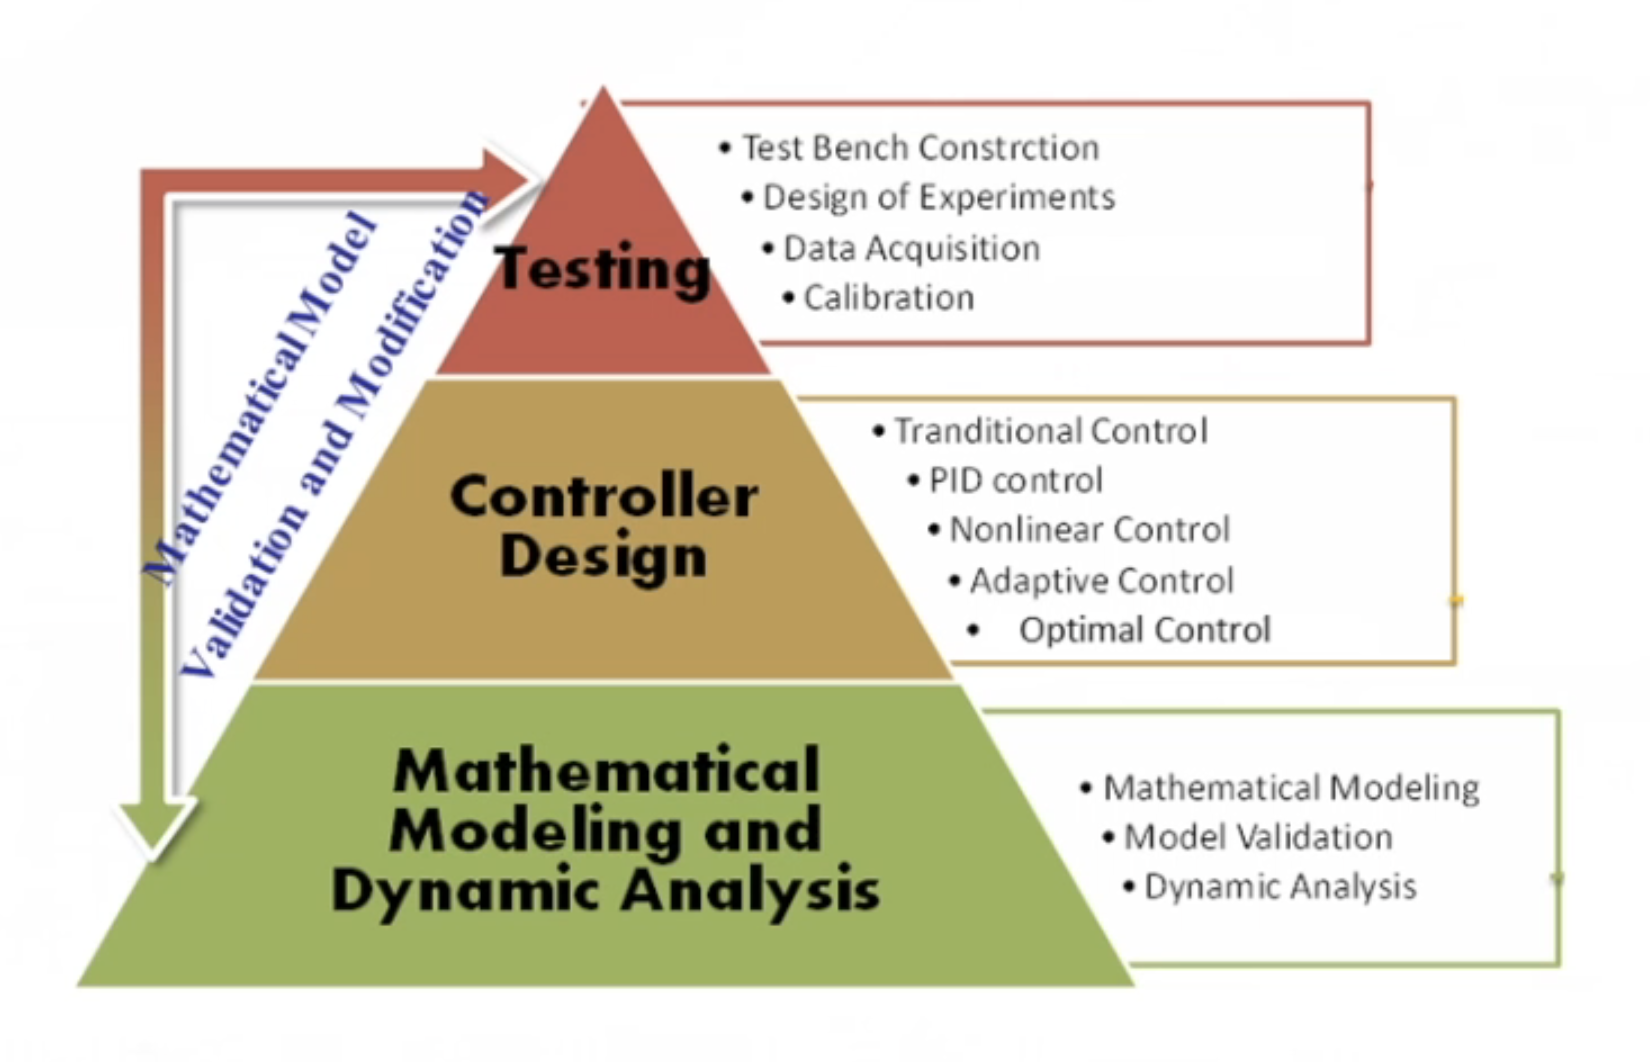 Mathematical Model
Validation and Modification
Testing
• Test Bench Constrction
• Design of Experiments
• Data Acquisition
• Calibration
Controller
Design
• Tranditional Control
• PID control
• Nonlinear Control
• Adaptive Control
• Optimal Control
Mathematical
Modeling and
Dynamic Analysis
• Mathematical Modeling
• Model Validation
• Dynamic Analysis